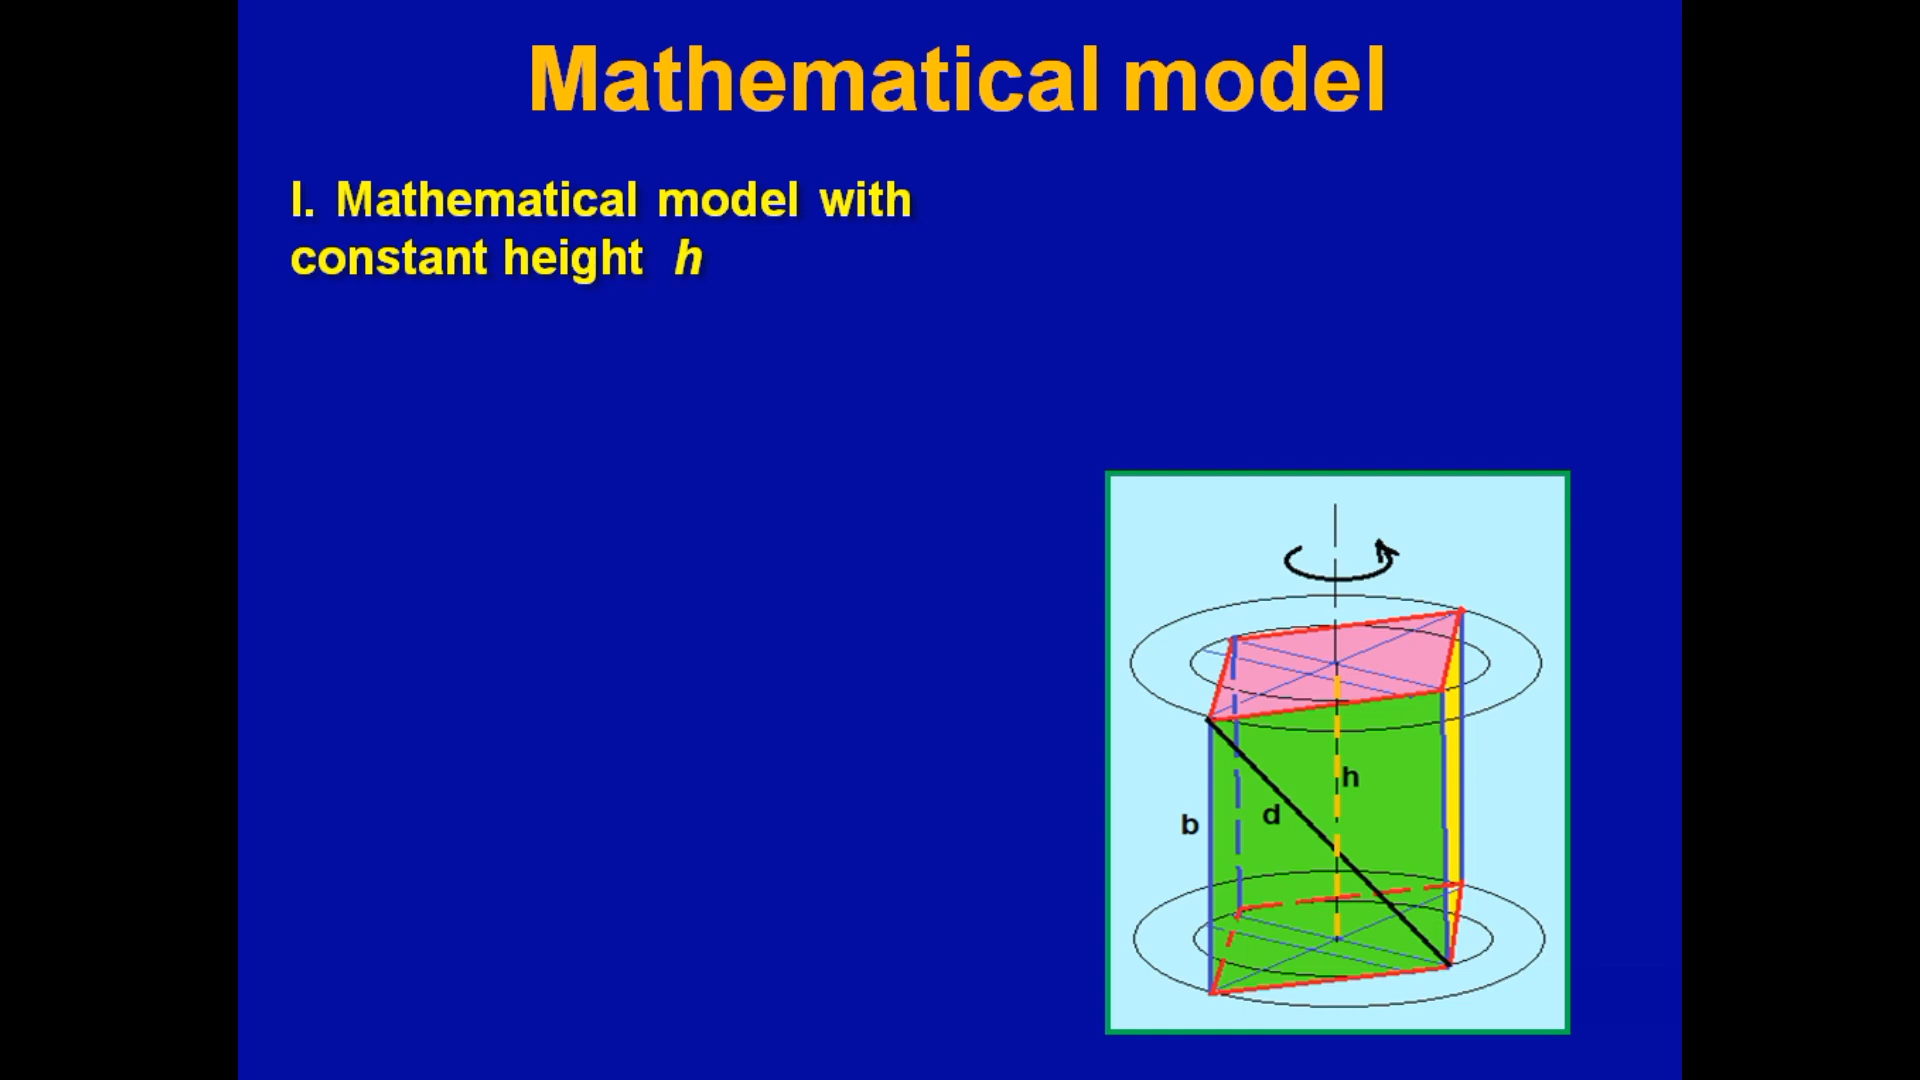 Mathematical model
I. Mathematical model with
constant height h
h
d
b